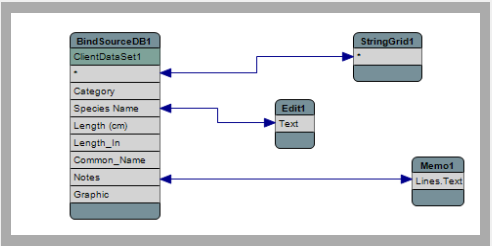 BindSourceDB1
ClientDataSet1
*
Category
Species Name
Length (cm)
Length_In
Common_Name
Notes
Graphic
StringGrid1
*
Edit1
Text
Memo1
Lines.Text